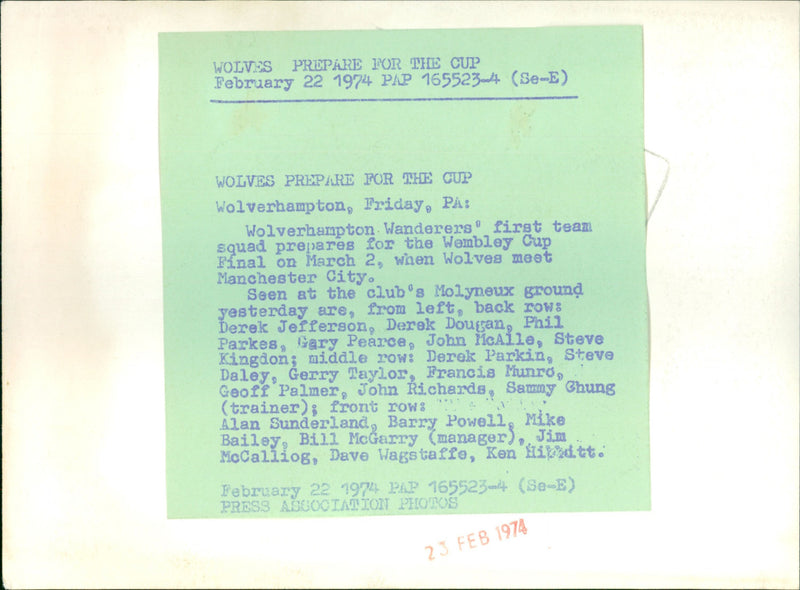 WOLVES PREPARE FOR THE CUP
February 22 1974 PAP 165523-4 (Se-E)
WOLVES PREPARE FOR THE CUP
Wolverhampton, Friday, PA:
Wolverhampton Wanderers' first team
squad prepares for the Wembley Cup
Final on March 2, when Wolves meet
Manchester City.
Seen at the club's Molyneux ground
yesterday are, from left, back row:
Derek Jefferson, Derek Dougan, Phil
Parkes, Gary Pearce, John McAlle, Steve
Kingdon; middle row: Derek Parkin, Steve
Daley, Gerry Taylor, Francis Munro,
Geoff Palmer, John Richards, Sammy Chung
(trainer); front row:
Alan Sunderland, Barry Powell, Mike
Bailey, Bill McGarry (manager), Jim
McCalliog, Dave Wagstaffe, Ken
February 22 1974 PAP 165523-4 (Se-E)
PRESS ASSOCIATION PHOTOS
23 FEB 1974